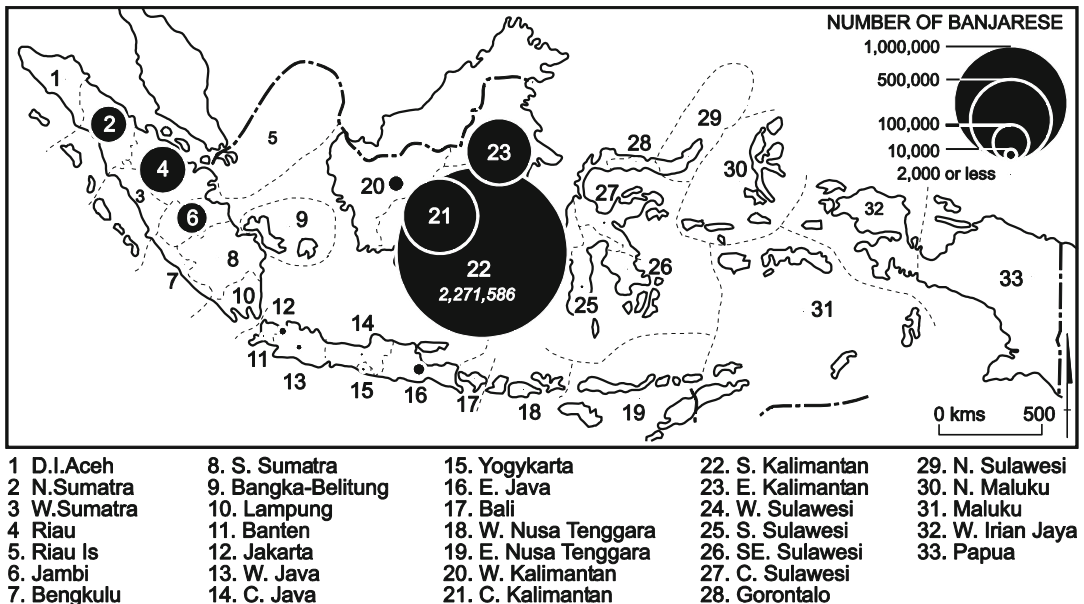 NUMBER OF BANJARESE
1,000,000
500,000
100,000
10,000
2,000 or less
1
2
3
4
5
6
7
8
9
10
11
12
13
14
15
16
17
18
19
20
21
22
2,271,586
23
25
26
27
28
29
30
31
32
33
0 kms 500
1 D.I.Aceh
2 N.Sumatra
3 W.Sumatra
4 Riau
5. Riau Is
6. Jambi
7. Bengkulu
8. S. Sumatra
9. Bangka-Belitung
10. Lampung
11. Banten
12. Jakarta
13. W. Java
14. C. Java
15. Yogykarta
16. E. Java
17. Bali
18. W. Nusa Tenggara
19. E. Nusa Tenggara
20. W. Kalimantan
21. C. Kalimantan
22. S. Kalimantan
23. E. Kalimantan
24. W. Sulawesi
25. S. Sulawesi
26. SE. Sulawesi
27. C. Sulawesi
28. Gorontalo
29. N. Sulawesi
30. N. Maluku
31. Maluku
32. W. Irian Jaya
33. Papua